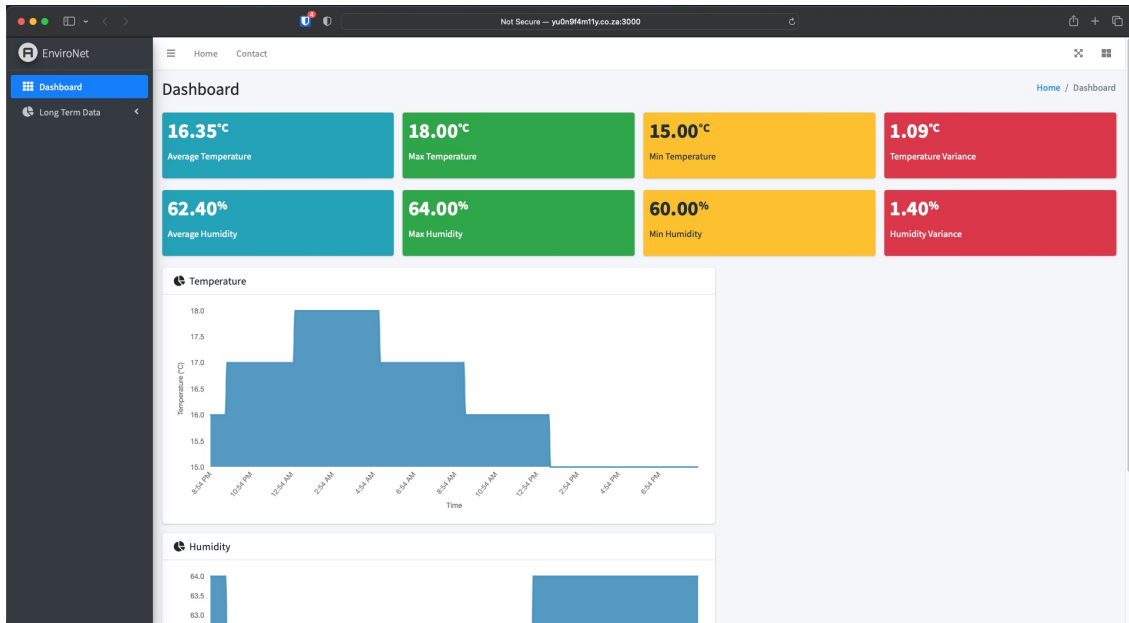 4
Not Secure — yu0n9f4m11y.co.za:3000
EnviroNet
Home Contact
Dashboard
Long Term Data
Dashboard
Home / Dashboard
16.35°C
Average Temperature
18.00°C
Max Temperature
15.00°C
Min Temperature
1.09°C
Temperature Variance
62.40%
Average Humidity
64.00%
Max Humidity
60.00%
Min Humidity
1.40%
Humidity Variance
Temperature
18.0
17.5
17.0
16.5
16.0
15.5
15.0
Temperature (°C)
8:54 PM 10:54 PM 12:54 AM 2:54 AM 4:54 AM 6:54 AM 8:54 AM 10:54 AM 12:54 PM 2:54 PM 4:54 PM 6:54 PM
Time
Humidity
64.0
63.5
63.0